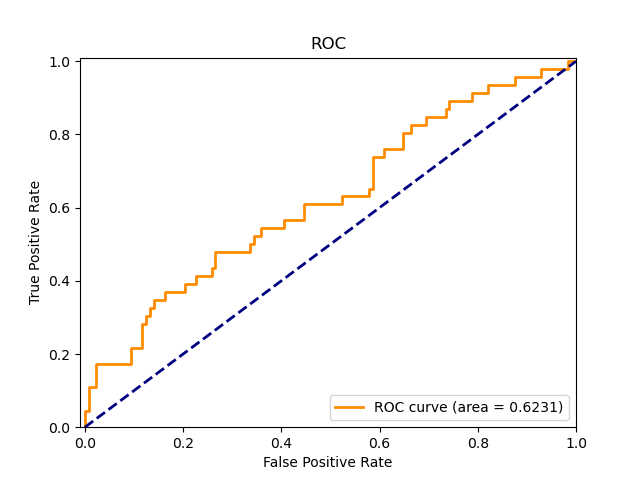 ROC
1.0
0.8
0.6
0.4
0.2
0.0
True Positive Rate
0.0 0.2 0.4 0.6 0.8 1.0
False Positive Rate
ROC curve (area = 0.6231)